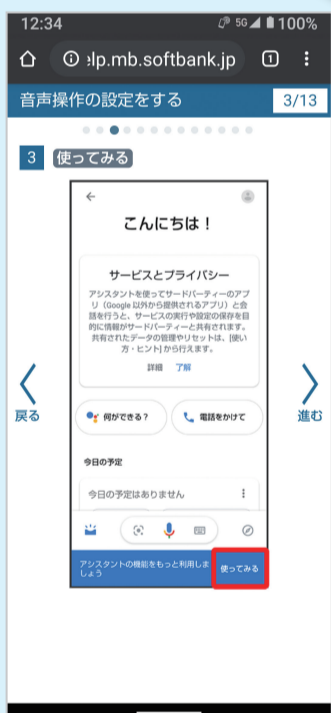 12:34
5G 100%
elp.mb.softbank.jp
1
音声操作の設定をする
3/13
3 使ってみる
こんにちは！
サービスとプライバシー
アシスタントを使ってサードパーティーのアプ
リ（Google 以外から提供されるアプリ）と会
話を行うと、サービスの実行や設定の保存を目
的に情報がサードパーティーと共有されます。
共有されたデータの管理やリセットは、[使い
方・ヒント] から行えます。
詳細 了解
何ができる？
電話をかけて
戻る
進む
今日の予定
今日の予定はありません
アシスタントの機能をもっと利用しま
しょう
使ってみる